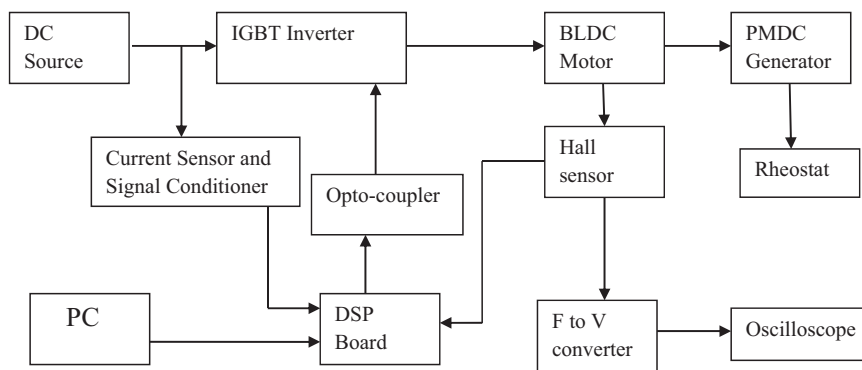 DC
Source
IGBT Inverter
BLDC
Motor
PMDC
Generator
Current Sensor and
Signal Conditioner
Opto-coupler
Hall
sensor
Rheostat
PC
DSP
Board
F to V
converter
Oscilloscope